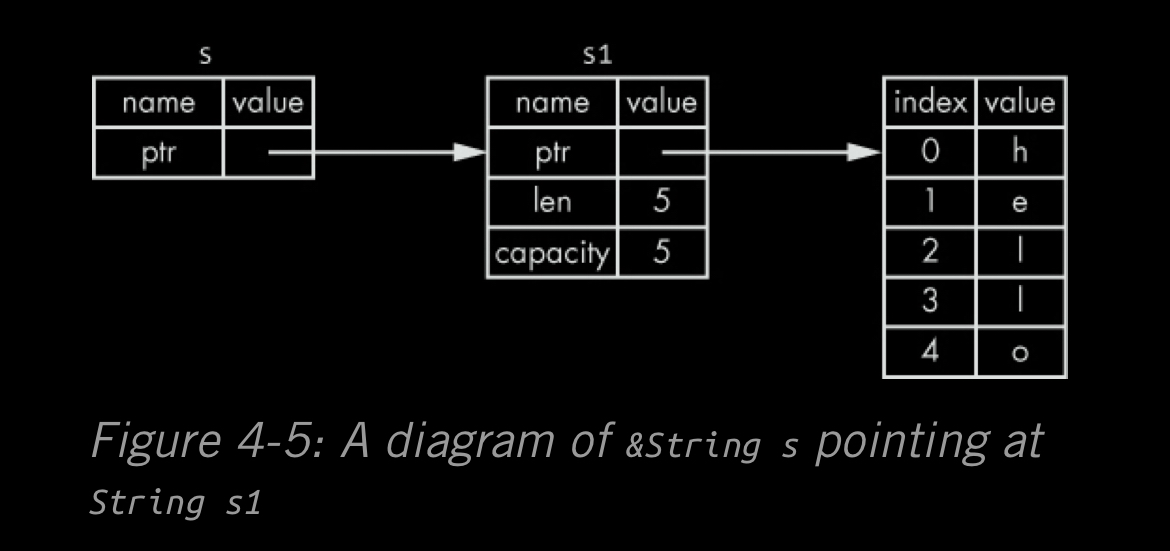 s s1
name value name value index value
ptr ptr 0 h
len 5 1 e
capacity 5 2 l
3 l
4 o
Figure 4-5: A diagram of &String s pointing at
String s1